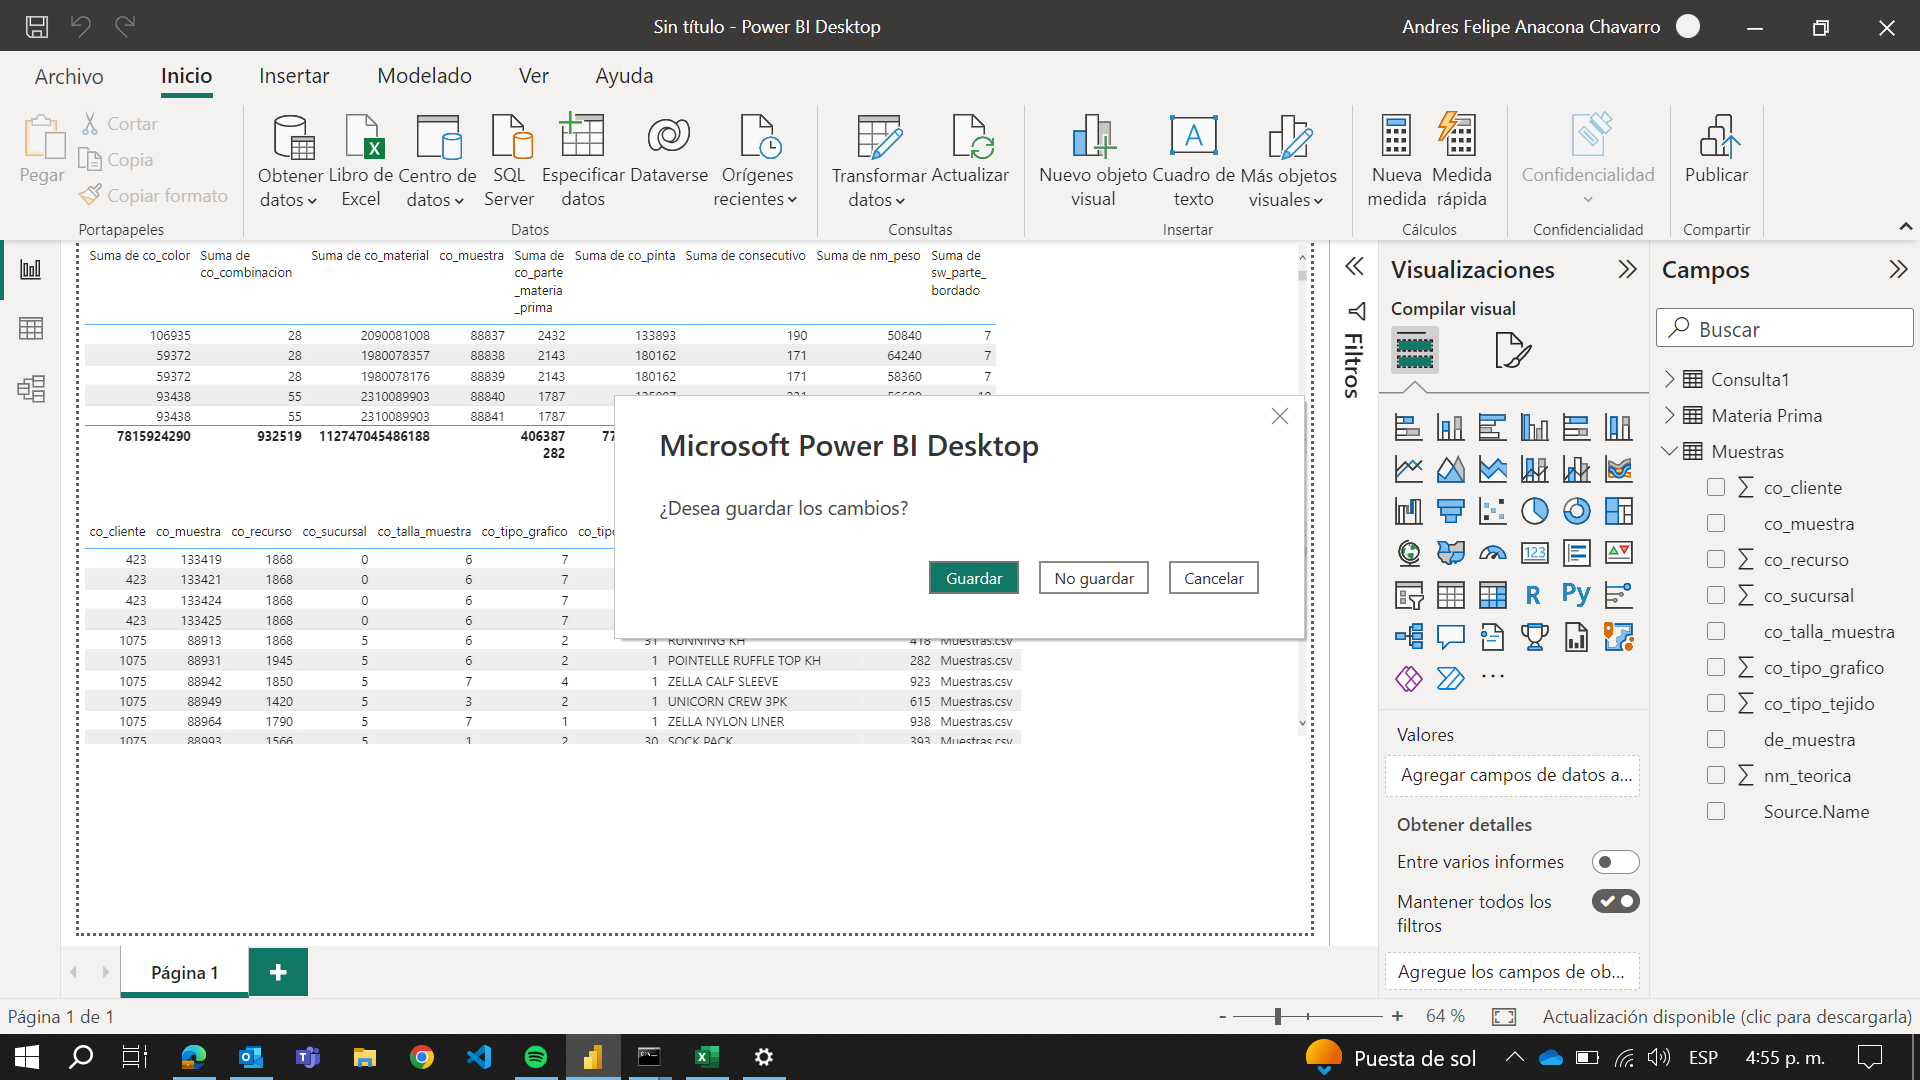 Sin título - Power BI Desktop
Andres Felipe Anacona Chavarro
Archivo Inicio Insertar Modelado Ver Ayuda
Pegar
Cortar
Copia
Copiar formato
Portapapeles
Obtener datos
Libro de Excel
Centro de datos
SQL Server
Especificar datos
Dataverse
Orígenes recientes
Datos
Transformar datos
Actualizar
Consultas
Nuevo objeto visual
Cuadro de texto
Más objetos visuales
Insertar
Nueva medida
Medida rápida
Cálculos
Confidencialidad
Confidencialidad
Publicar
Compartir
Suma de co_color Suma de co_combinacion Suma de co_material co_muestra Suma de co_parte_materia_prima Suma de co_pinta Suma de consecutivo Suma de nm_peso Suma de sw_parte_bordado
106935 28 2090081008 88837 2432 133893 190 50840 7
59372 28 1980078357 88838 2143 180162 171 64240 7
59372 28 1980078176 88839 2143 180162 171 58360 7
93438 55 2310089903 88840 1787
93438 55 2310089903 88841 1787
7815924290 932519 112747045486188 406387282 77
co_cliente co_muestra co_recurso co_sucursal co_talla_muestra co_tipo_grafico co_tip
423 133419 1868 0 6 7
423 133421 1868 0 6 7
423 133424 1868 0 6 7
423 133425 1868 0 6 7
1075 88913 1868 5 6 2 31 RUNNING KH 418 Muestras.csv
1075 88931 1945 5 6 2 1 POINTELLE RUFFLE TOP KH 282 Muestras.csv
1075 88942 1850 5 7 4 1 ZELLA CALF SLEEVE 923 Muestras.csv
1075 88949 1420 5 3 2 1 UNICORN CREW 3PK 615 Muestras.csv
1075 88964 1790 5 7 1 1 ZELLA NYLON LINER 938 Muestras.csv
1075 88993 1566 5 1 2 30 SOCK PACK 393 Muestras.csv
Microsoft Power BI Desktop
¿Desea guardar los cambios?
Guardar No guardar Cancelar
Filtros
Visualizaciones
Compilar visual
123
R Py
Valores
Agregar campos de datos a...
Obtener detalles
Entre varios informes
Mantener todos los filtros
Agregue los campos de ob...
Campos
Buscar
Consulta1
Materia Prima
Muestras
co_cliente
co_muestra
co_recurso
co_sucursal
co_talla_muestra
co_tipo_grafico
co_tipo_tejido
de_muestra
nm_teorica
Source.Name
Página 1
Página 1 de 1
64 %
Actualización disponible (clic para descargarla)
Puesta de sol
ESP
4:55 p. m.